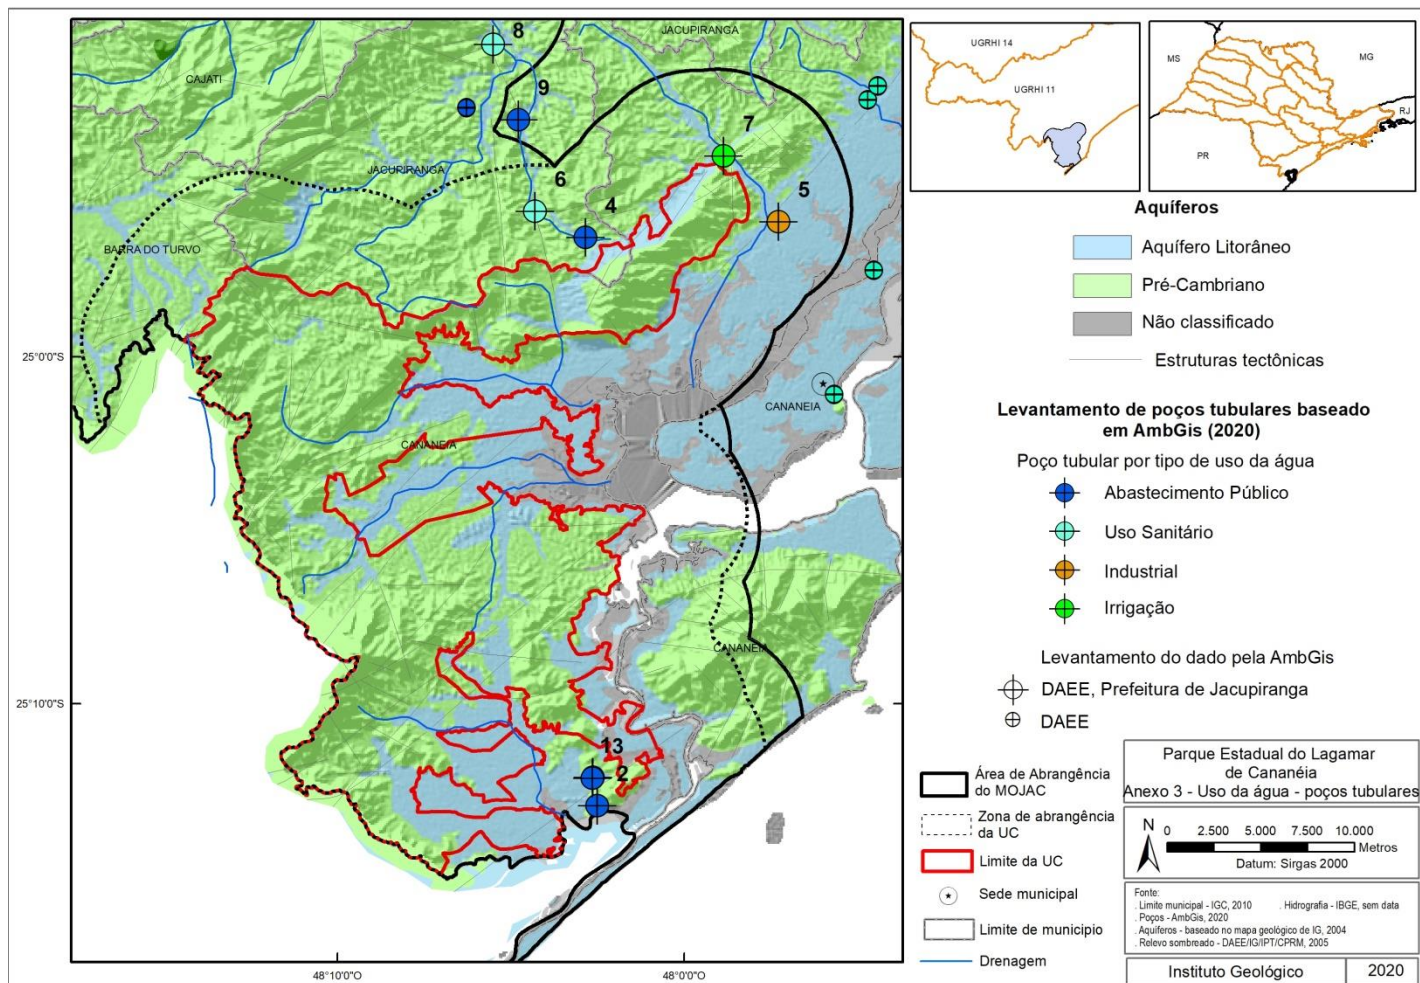 8
JACUPIRANGA
CAJATI
9
7
JACUPIRANGA
6
4
5
BARRA DO TURVO
25°0'0"S
CANANEIA
CANANEIA
CANANEIA
25°10'0"S
13
2
48°10'0"O
48°0'0"O
UGRHI 14
UGRHI 11
MS
MG
RJ
PR
Aquíferos
Aquífero Litorâneo
Pré-Cambriano
Não classificado
Estruturas tectônicas
Levantamento de poços tubulares baseado
em AmbGis (2020)
Poço tubular por tipo de uso da água
Abastecimento Público
Uso Sanitário
Industrial
Irrigação
Levantamento do dado pela AmbGis
DAEE, Prefeitura de Jacupiranga
DAEE
Área de Abrangência
do MOJAC
Zona de abrangência
da UC
Limite da UC
Sede municipal
Limite de municipio
Drenagem
Parque Estadual do Lagamar
de Cananéia
Anexo 3 - Uso da água - poços tubulares
N
0 2.500 5.000 7.500 10.000
Metros
Datum: Sirgas 2000
Fonte:
. Limite municipal - IGC, 2010 . Hidrografia - IBGE, sem data
. Poços - AmbGis, 2020
. Aquíferos - baseado no mapa geológico de IG, 2004
. Relevo sombreado - DAEE/IG/IPT/CPRM, 2005
Instituto Geológico 2020